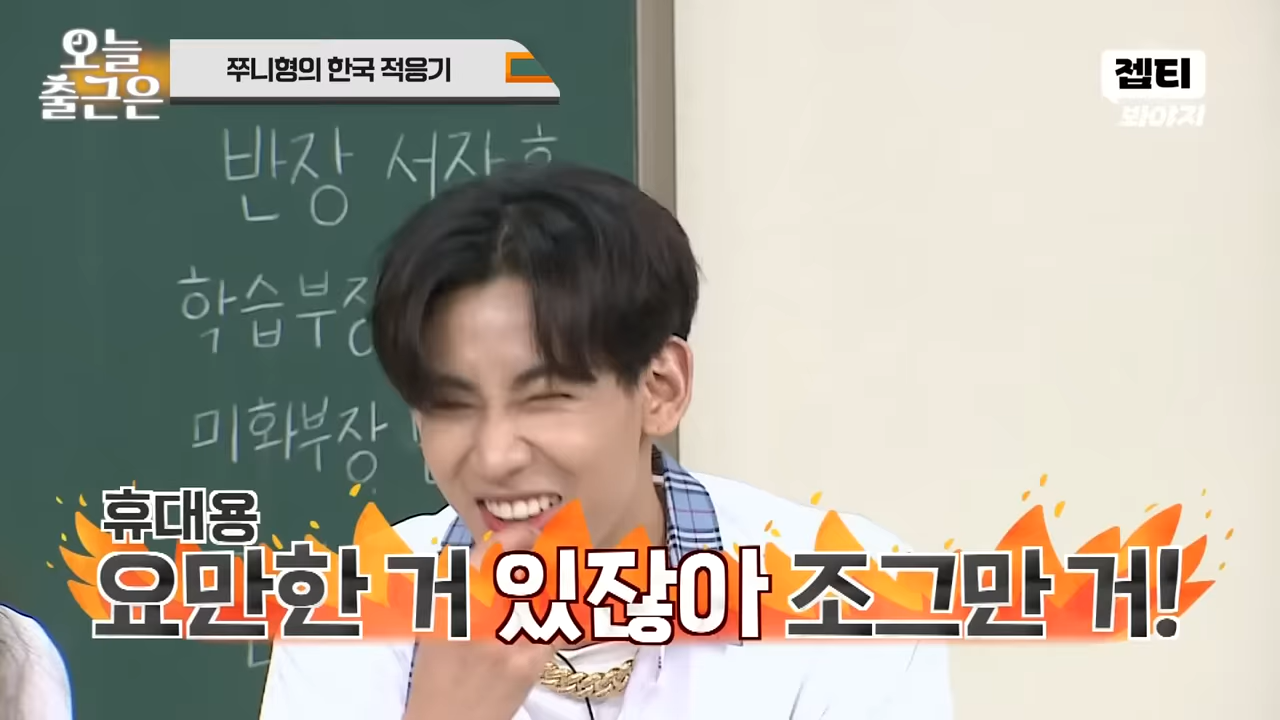 오늘
출근은
쭈니형의 한국 적응기
젭티
봐야지
반장 서장
학습부장
미화부장
휴대용
요만한 거 있잖아 조그만 거!